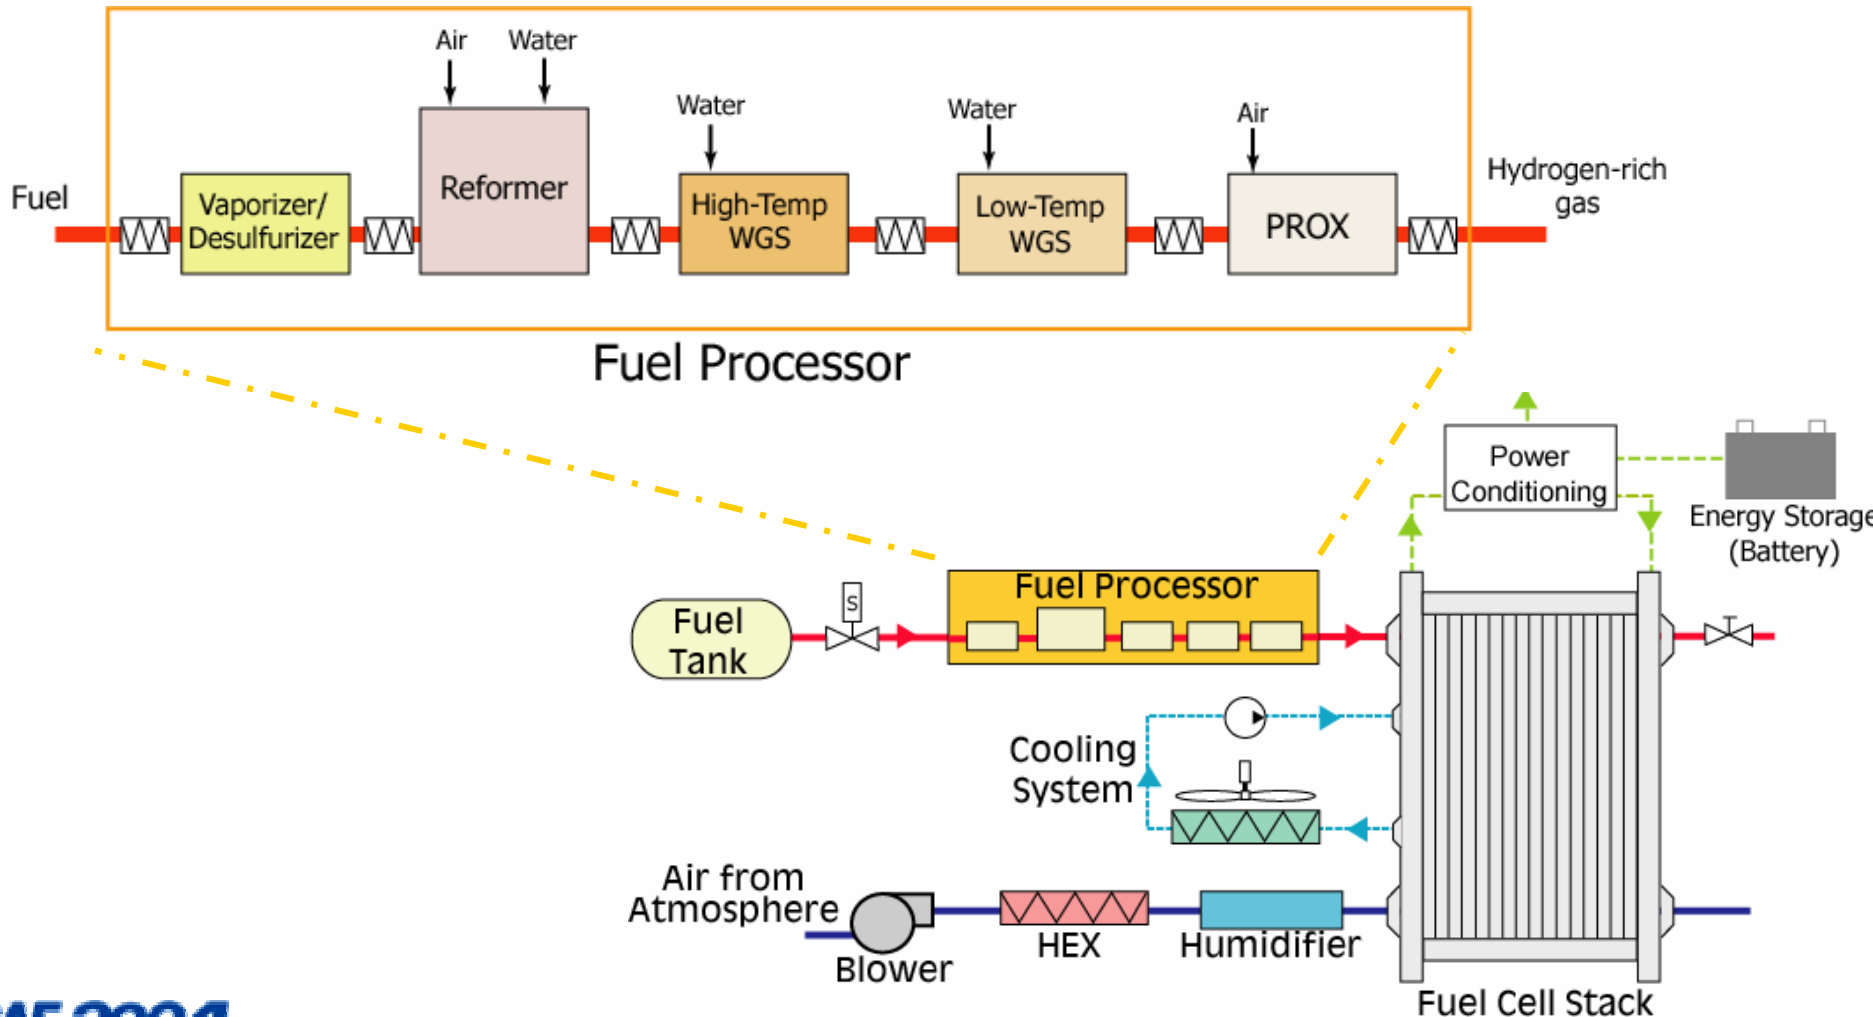 Air
Water
Water
Water
Air
Fuel
Vaporizer/
Desulfurizer
Reformer
High-Temp
WGS
Low-Temp
WGS
PROX
Hydrogen-rich
gas
Fuel Processor
Power
Conditioning
Energy Storage
(Battery)
Fuel
Tank
S
Fuel Processor
Cooling
System
Air from
Atmosphere
Blower
HEX
Humidifier
Fuel Cell Stack